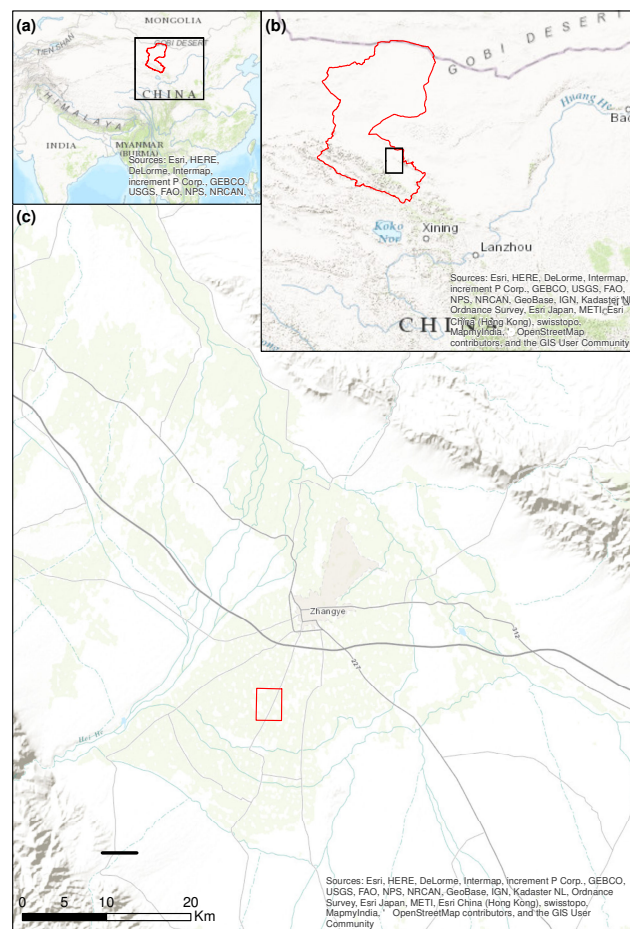 (a)
MONGOLIA
GOBI DESERT
TIEN SHAN
CHINA
HIMALAYA
INDIA
MYANMAR
(BURMA)
Sources: Esri, HERE,
DeLorme, Intermap,
increment P Corp., GEBCO,
USGS, FAO, NPS, NRCAN,
(b)
GOBI DESERT
Huang He
Bao
Koko
Nor
Xining
Lanzhou
CHINA
Sources: Esri, HERE, DeLorme, Intermap,
increment P Corp., GEBCO, USGS, FAO,
NPS, NRCAN, GeoBase, IGN, Kadaster NL,
Ordnance Survey, Esri Japan, METI, Esri
China (Hong Kong), swisstopo,
MapmyIndia, ' OpenStreetMap
contributors, and the GIS User Community
(c)
Zhangye
312
227
Hei He
0 5 10 20
Km
Sources: Esri, HERE, DeLorme, Intermap, increment P Corp., GEBCO,
USGS, FAO, NPS, NRCAN, GeoBase, IGN, Kadaster NL, Ordnance
Survey, Esri Japan, METI, Esri China (Hong Kong), swisstopo,
MapmyIndia, ' OpenStreetMap contributors, and the GIS User
Community